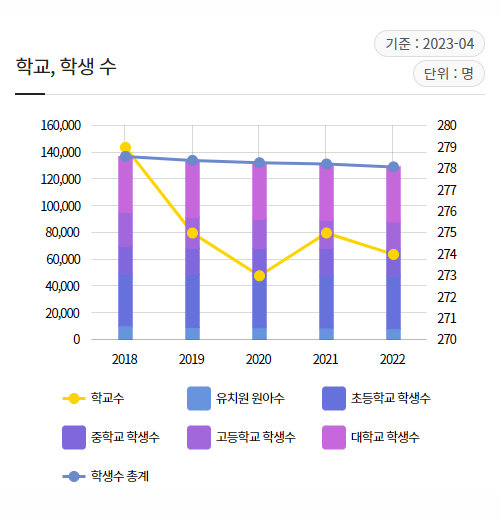 기준 : 2023-04
학교, 학생 수
단위 : 명
160,000
140,000
120,000
100,000
80,000
60,000
40,000
20,000
0
280
279
278
277
276
275
274
273
272
271
270
2018 2019 2020 2021 2022
학교수 유치원 원아수 초등학교 학생수
중학교 학생수 고등학교 학생수 대학교 학생수
학생수 총계